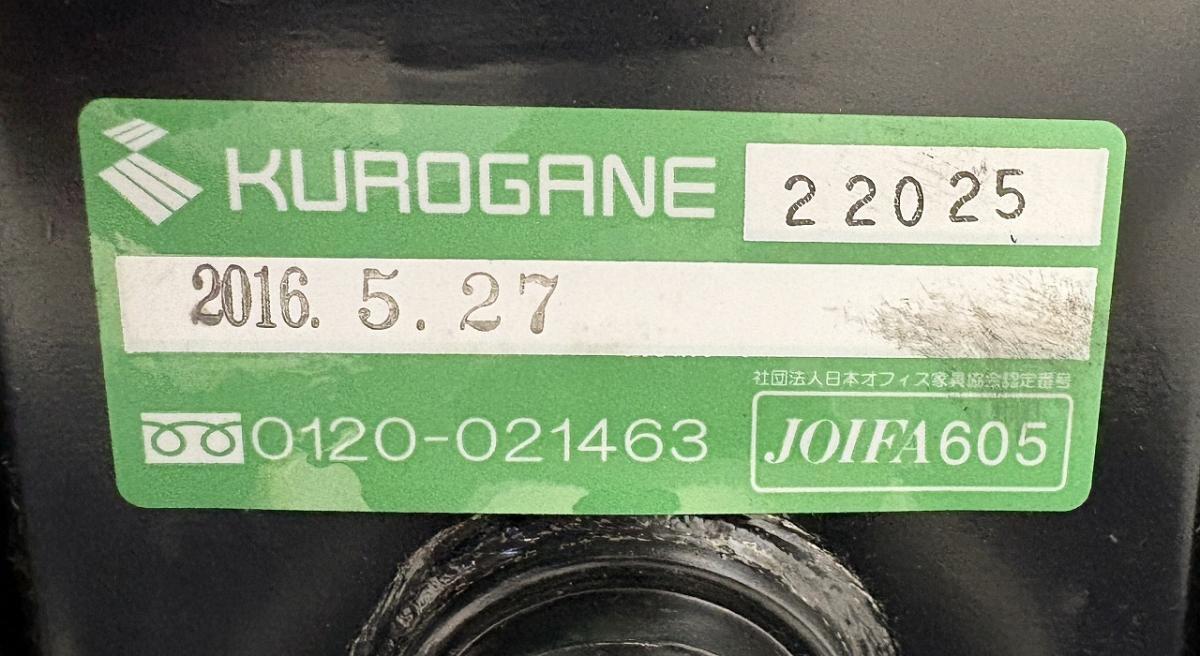 KUROGANE 22025
2016. 5. 27
社団法人日本オフィス家具協会認定番号
0120-021463 JOIFA605